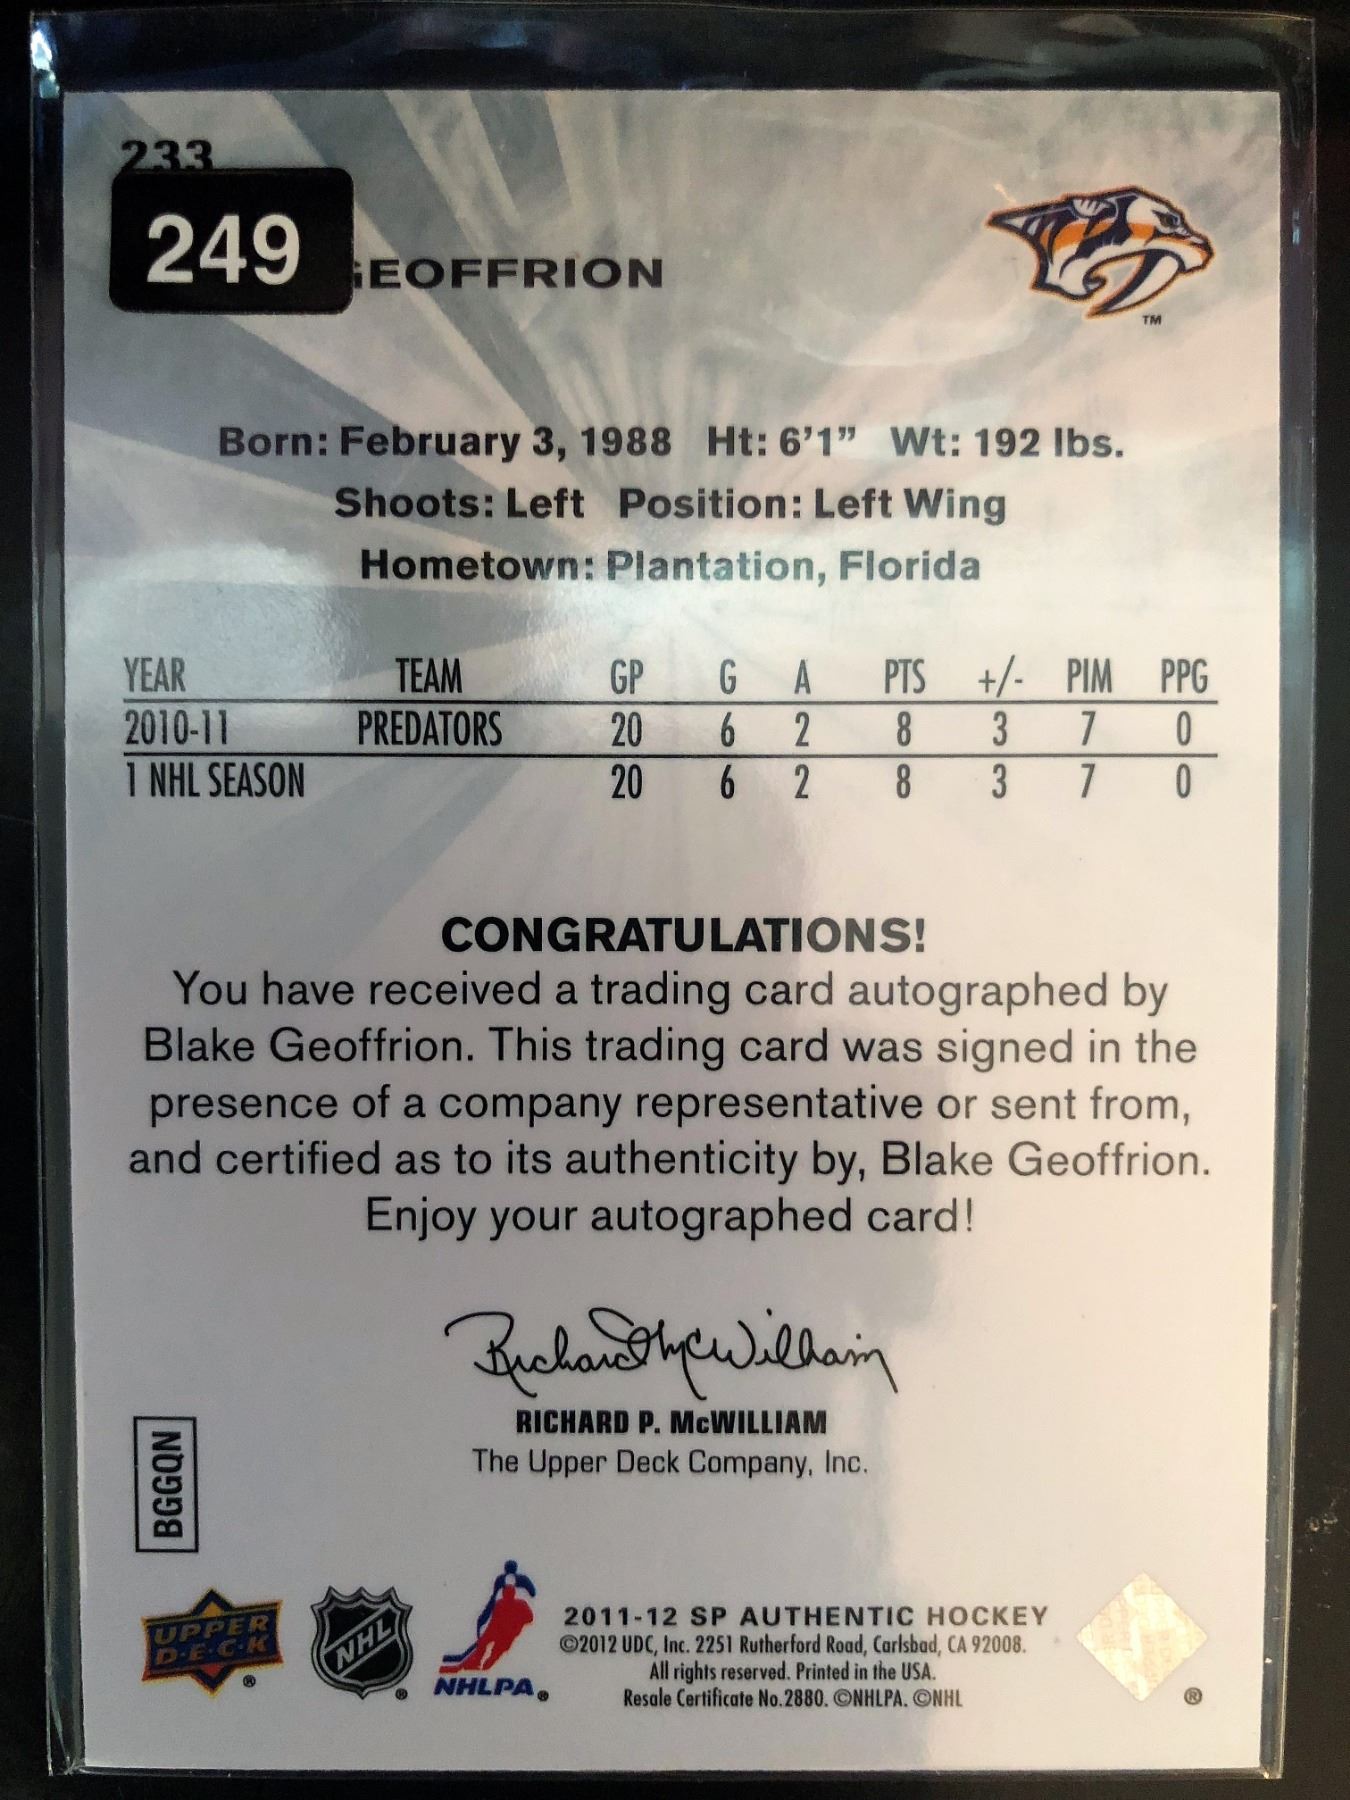 233
249
GEOFFRION
TM
Born: February 3, 1988 Ht: 6’1” Wt: 192 lbs.
Shoots: Left Position: Left Wing
Hometown: Plantation, Florida
YEAR TEAM GP G A PTS +/- PIM PPG
2010-11 PREDATORS 20 6 2 8 3 7 0
1 NHL SEASON 20 6 2 8 3 7 0
CONGRATULATIONS!
You have received a trading card autographed by
Blake Geoffrion. This trading card was signed in the
presence of a company representative or sent from,
and certified as to its authenticity by, Blake Geoffrion.
Enjoy your autographed card!
Richard McWilliam
RICHARD P. McWILLIAM
The Upper Deck Company, Inc.
BGGQN
UPPER
D·E·C·K
®
NHL
®
NHLPA®
2011-12 SP AUTHENTIC HOCKEY
©2012 UDC, Inc. 2251 Rutherford Road, Carlsbad, CA 92008.
All rights reserved. Printed in the USA.
Resale Certificate No.2880. ©NHLPA. ©NHL
®